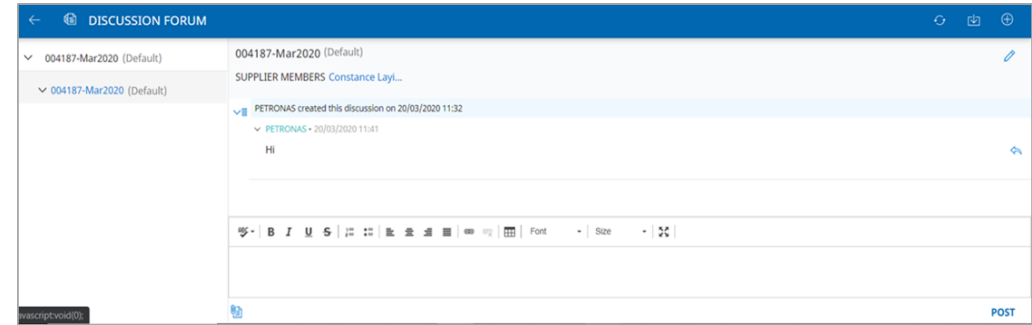 DISCUSSION FORUM
004187-Mar2020 (Default)
004187-Mar2020 (Default)
004187-Mar2020 (Default)
SUPPLIER MEMBERS Constance Layi...
PETRONAS created this discussion on 20/03/2020 11:32
PETRONAS • 20/03/2020 11:41
Hi
B I U S Font Size
POST
avascript:void(0);